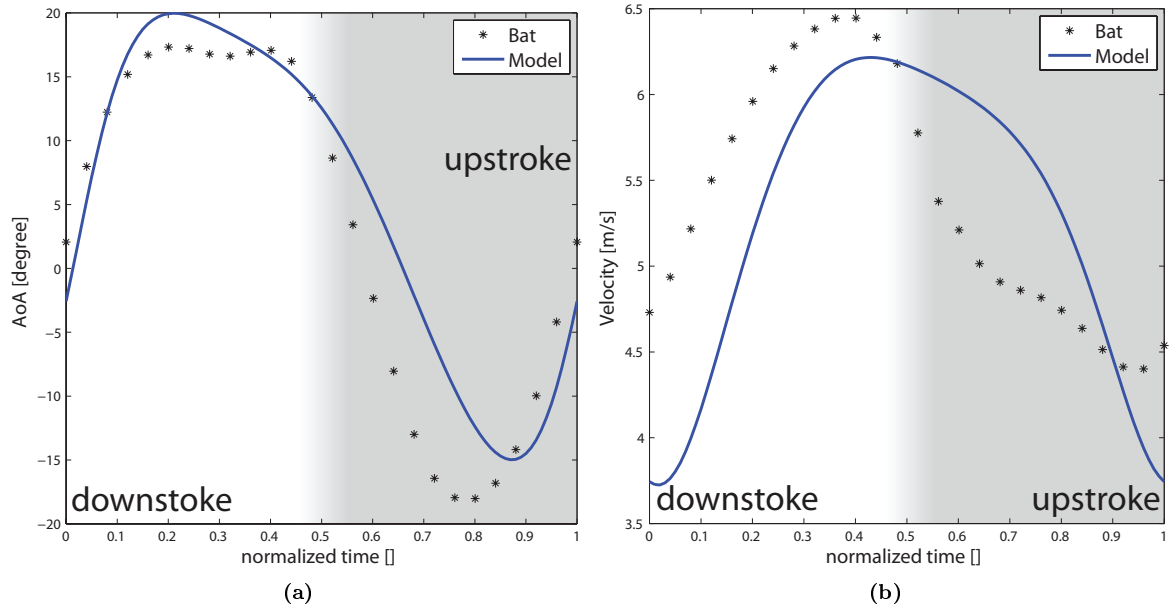 20
15
10
5
0
−5
−10
−15
−20
AoA [degree]
Bat
Model
upstroke
downstoke
0 0.1 0.2 0.3 0.4 0.5 0.6 0.7 0.8 0.9 1
normalized time []
(a)
6.5
6
5.5
5
4.5
4
3.5
Velocity [m/s]
Bat
Model
downstoke
upstroke
0 0.1 0.2 0.3 0.4 0.5 0.6 0.7 0.8 0.9 1
normalized time []
(b)